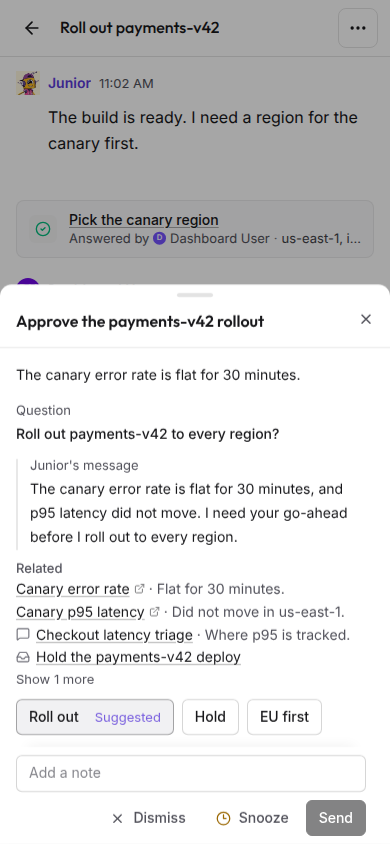 Roll out payments-v42
Junior 11:02 AM
The build is ready. I need a region for the
canary first.
Pick the canary region
Answered by D Dashboard User · us-east-1, i...
Approve the payments-v42 rollout
The canary error rate is flat for 30 minutes.
Question
Roll out payments-v42 to every region?
Junior's message
The canary error rate is flat for 30 minutes, and
p95 latency did not move. I need your go-ahead
before I roll out to every region.
Related
Canary error rate · Flat for 30 minutes.
Canary p95 latency · Did not move in us-east-1.
Checkout latency triage · Where p95 is tracked.
Hold the payments-v42 deploy
Show 1 more
Roll out Suggested Hold EU first
Add a note
Dismiss Snooze Send